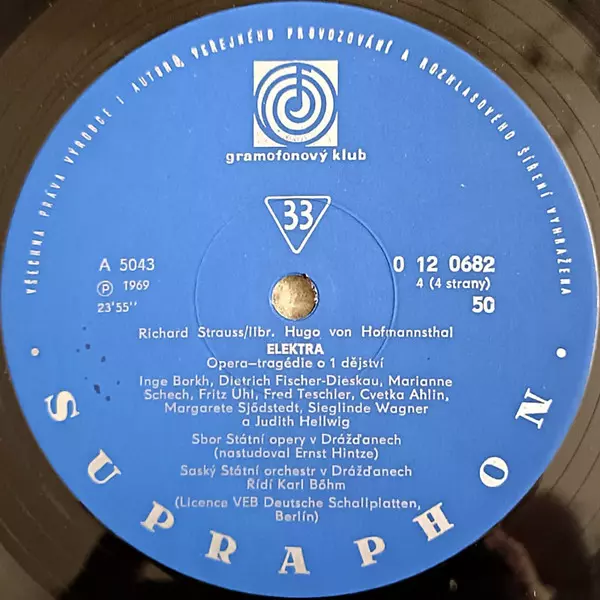 VŠECHNA PRÁVA VÝROBCE I AUTORŮ, VEŘEJNÉHO PROVOZOVÁNÍ A ROZHLASOVÉHO ŠÍŘENÍ VYHRAŽENA
gramofonový klub
33
A 5043
0 12 0682
Ⓟ 1969
4 (4 strany)
23'55''
50
Richard Strauss/libr. Hugo von Hofmannsthal
ELEKTRA
Opera–tragédie o 1 dějství
Inge Borkh, Dietrich Fischer-Dieskau, Marianne
Schech, Fritz Uhl, Fred Teschler, Cvetka Ahlin,
Margarete Sjödstedt, Sieglinde Wagner
a Judith Hellwig
Sbor Státní opery v Drážďanech
(nastudoval Ernst Hintze)
Saský Státní orchestr v Drážďanech
Řídí Karl Böhm
(Licence VEB Deutsche Schallplatten,
Berlín)
· SUPRAPHON ·